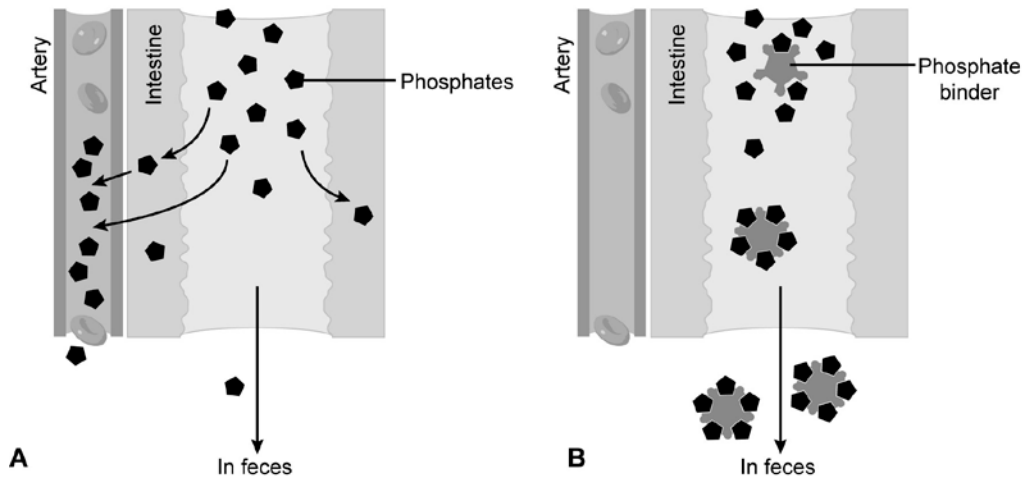 Artery
Intestine
Phosphates
In feces
A
Artery
Intestine
Phosphate
binder
In feces
B